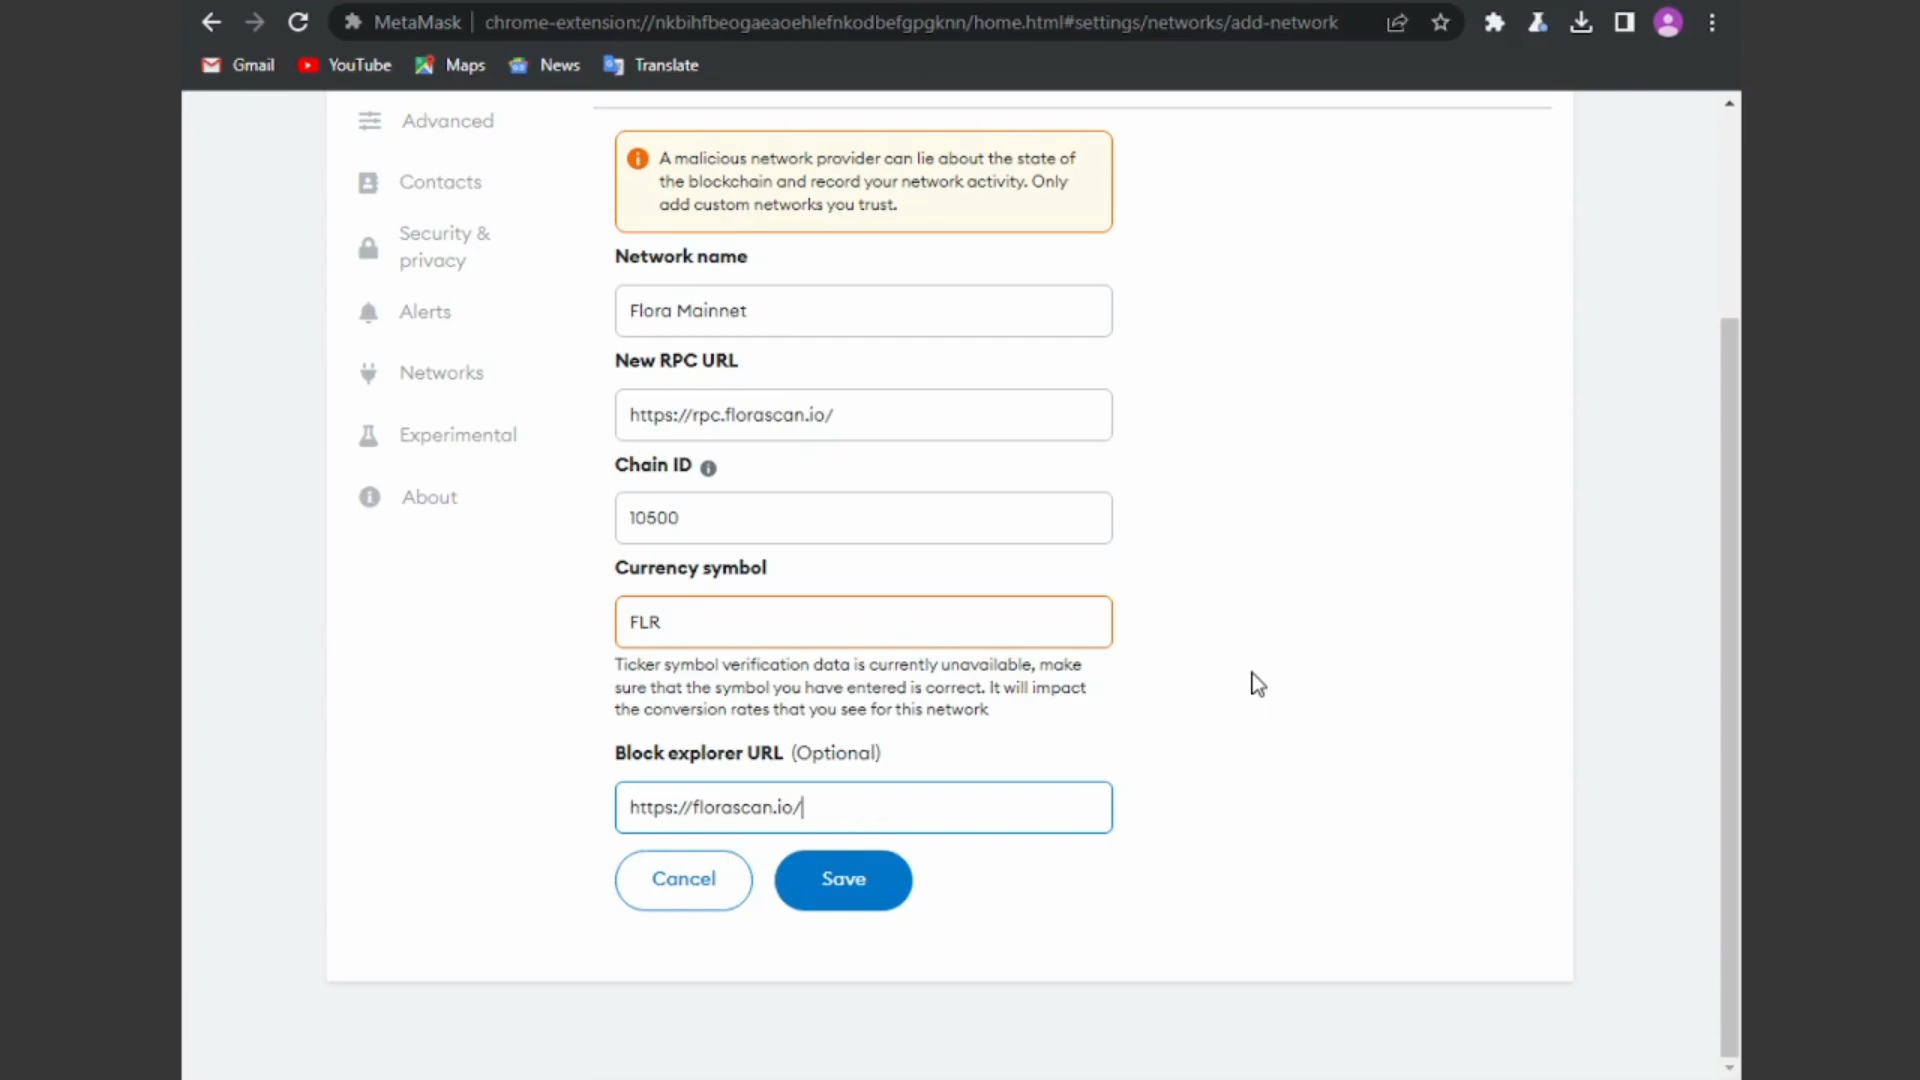 MetaMask | chrome-extension://nkbihfbeogaeaoehlefnkodbefgpgknn/home.html#settings/networks/add-network
Gmail YouTube Maps News Translate
Advanced
Contacts
Security &
privacy
Alerts
Networks
Experimental
About
A malicious network provider can lie about the state of
the blockchain and record your network activity. Only
add custom networks you trust.
Network name
Flora Mainnet
New RPC URL
https://rpc.florascan.io/
Chain ID
10500
Currency symbol
FLR
Ticker symbol verification data is currently unavailable, make
sure that the symbol you have entered is correct. It will impact
the conversion rates that you see for this network
Block explorer URL (Optional)
https://florascan.io/
Cancel Save